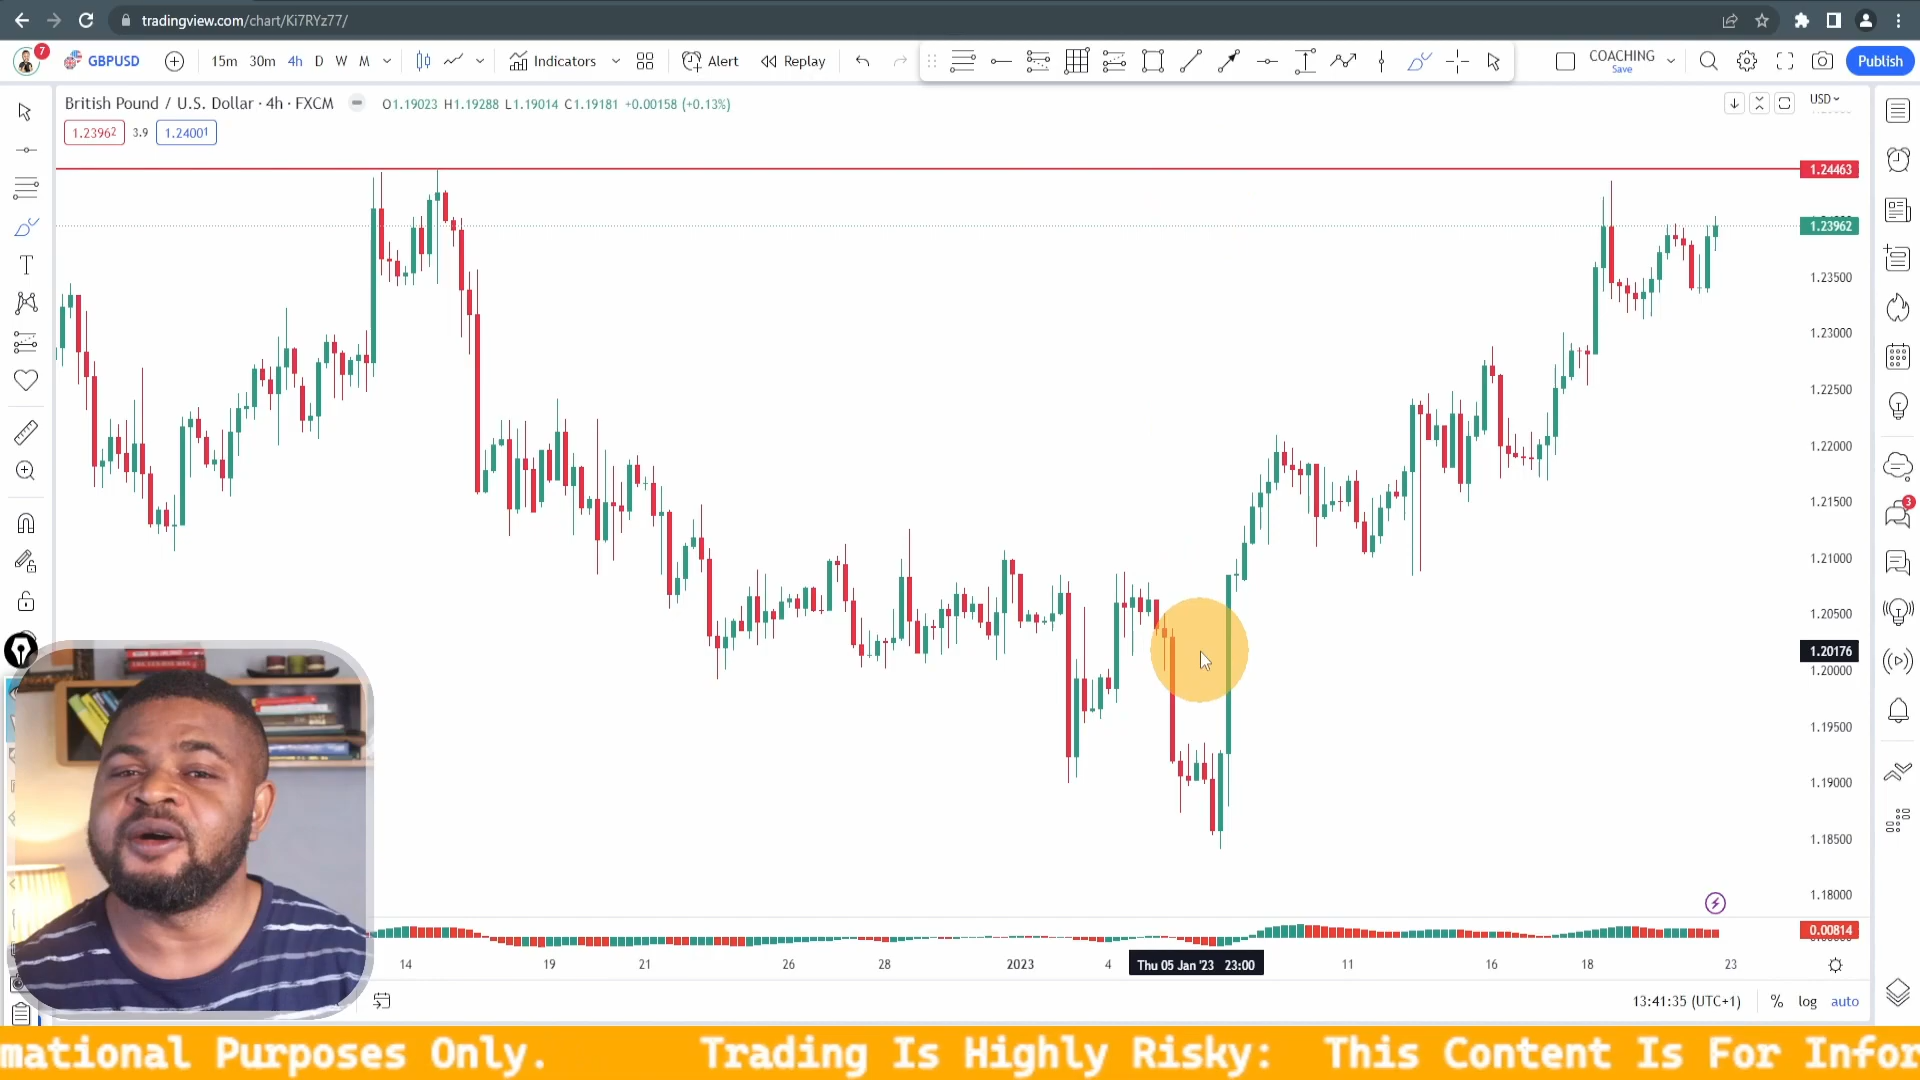 tradingview.com/chart/Ki7RYz77/
7
GBPUSD
15m 30m 4h D W M
Indicators
Alert
Replay
COACHING
Save
Publish
British Pound / U.S. Dollar · 4h · FXCM
O1.19023 H1.19288 L1.19014 C1.19181 +0.00158 (+0.13%)
USD
1.23962 3.9 1.24001
1.24463
1.23962
1.23500
1.23000
1.22500
1.22000
1.21500
3
1.21000
1.20500
1.20176
1.20000
1.19500
1.19000
1.18500
1.18000
0.00814
14 19 21 26 28 2023 4 Thu 05 Jan '23 23:00 11 16 18 23
13:41:35 (UTC+1) % log auto
mational Purposes Only. Trading Is Highly Risky: This Content Is For Infor